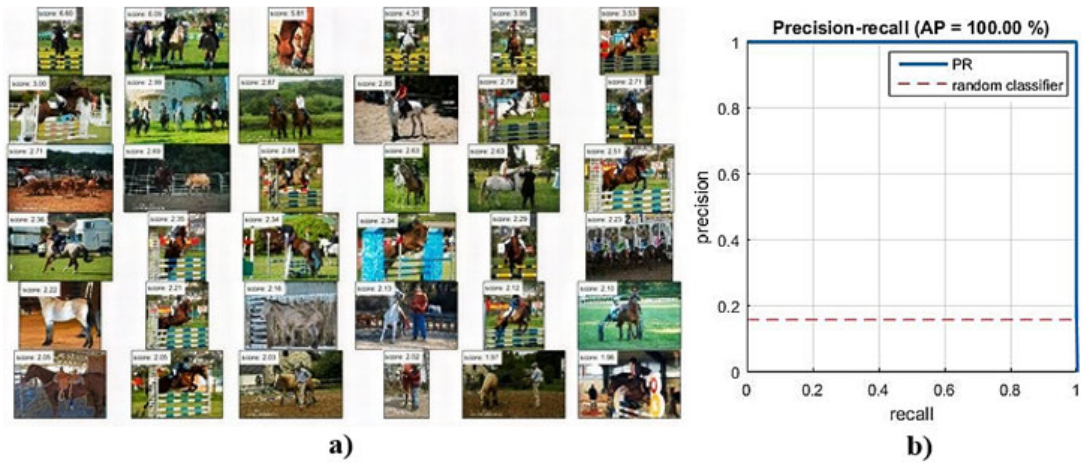 score: 6.60 score: 6.09 score: 5.81 score: 4.31 score: 3.95 score: 3.53
score: 3.00 score: 2.99 score: 2.87 score: 2.85 score: 2.79 score: 2.71
score: 2.71 score: 2.69 score: 2.64 score: 2.63 score: 2.63 score: 2.51
score: 2.36 score: 2.35 score: 2.34 score: 2.34 score: 2.29 score: 2.23
score: 2.22 score: 2.21 score: 2.16 score: 2.13 score: 2.12 score: 2.10
score: 2.05 score: 2.05 score: 2.03 score: 2.02 score: 1.97 score: 1.96
a)
Precision-recall (AP = 100.00 %)
PR
random classifier
1
0.8
0.6
0.4
0.2
0
precision
0 0.2 0.4 0.6 0.8 1
recall
b)